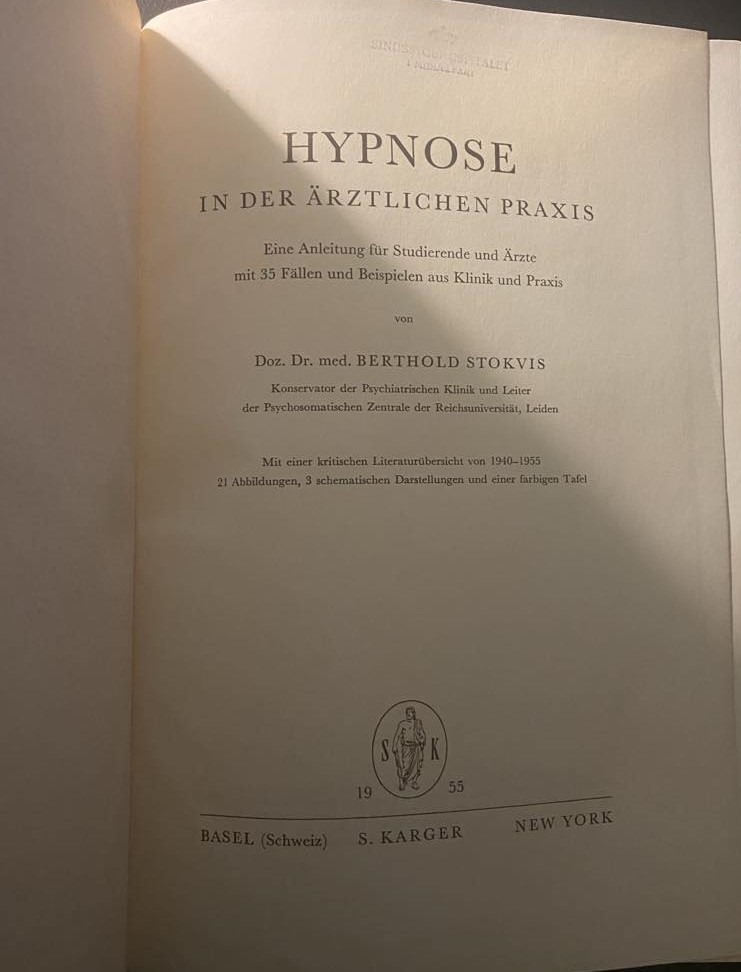 HYPNOSE
IN DER ÄRZTLICHEN PRAXIS
Eine Anleitung für Studierende und Ärzte
mit 35 Fällen und Beispielen aus Klinik und Praxis
von
Doz. Dr. med. BERTHOLD STOKVIS
Konservator der Psychiatrischen Klinik und Leiter
der Psychosomatischen Zentrale der Reichsuniversität, Leiden
Mit einer kritischen Literaturübersicht von 1940–1955
21 Abbildungen, 3 schematischen Darstellungen und einer farbigen Tafel
S K
19 55
BASEL (Schweiz) S. KARGER NEW YORK